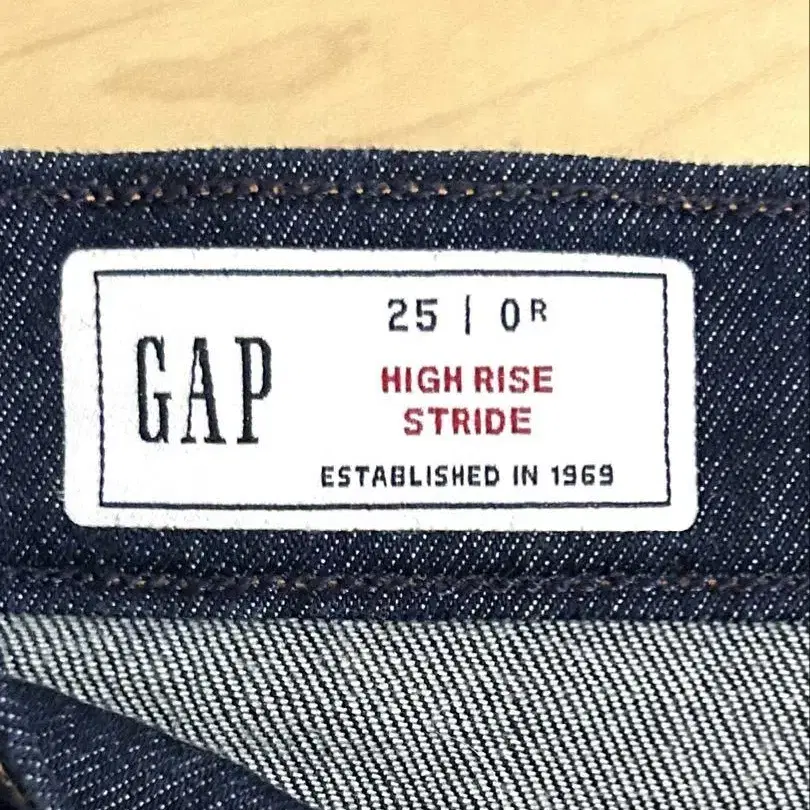 GAP
25 | 0R
HIGH RISE
STRIDE
ESTABLISHED IN 1969